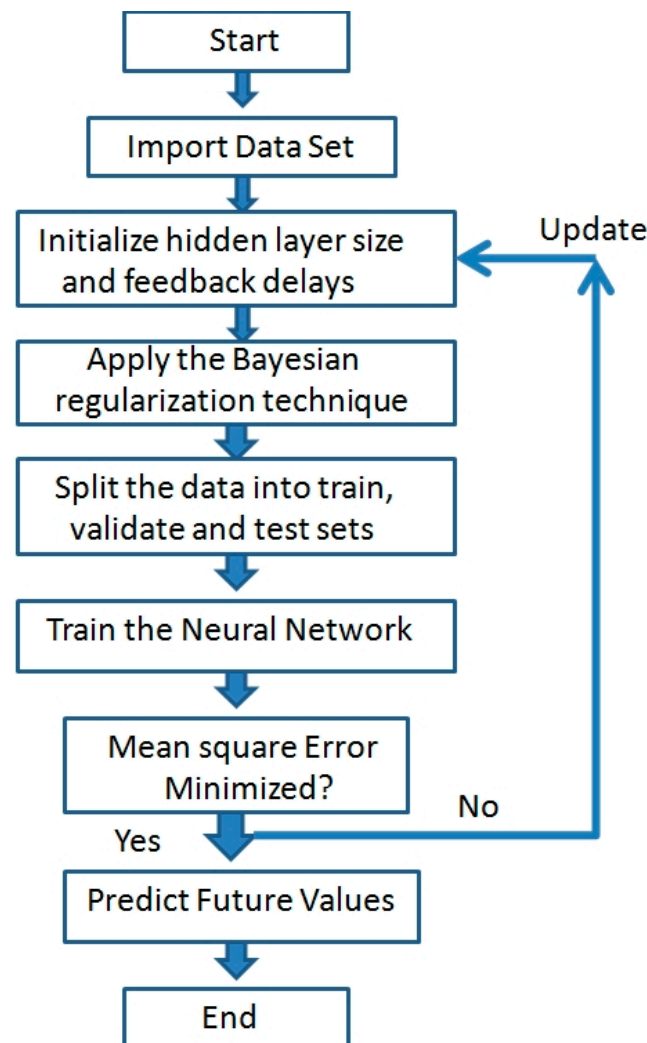 Start
Import Data Set
Initialize hidden layer size
and feedback delays
Update
Apply the Bayesian
regularization technique
Split the data into train,
validate and test sets
Train the Neural Network
Mean square Error
Minimized?
No
Yes
Predict Future Values
End